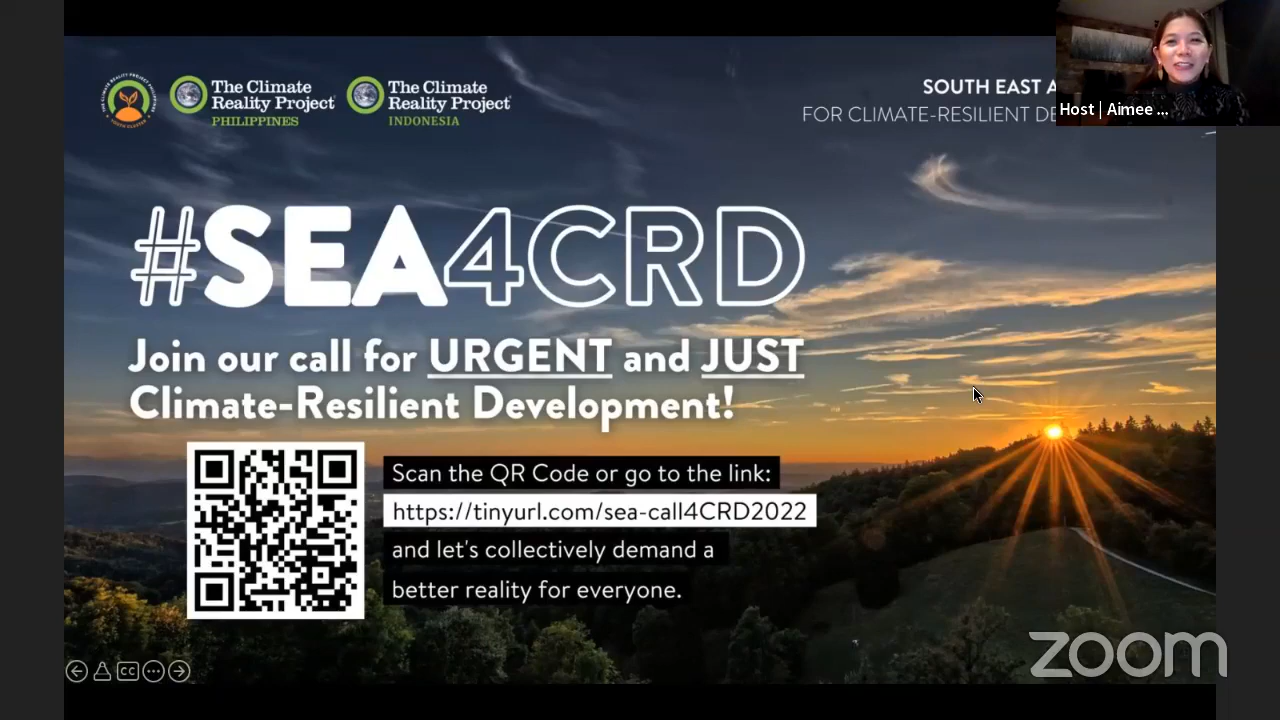 The Climate
Reality Project
PHILIPPINES
The Climate
Reality Project
INDONESIA
SOUTH EAST A
FOR CLIMATE-RESILIENT DE
Host | Aimee ...
#SEA4CRD
Join our call for URGENT and JUST
Climate-Resilient Development!
Scan the QR Code or go to the link:
https://tinyurl.com/sea-call4CRD2022
and let's collectively demand a
better reality for everyone.
CC
zoom